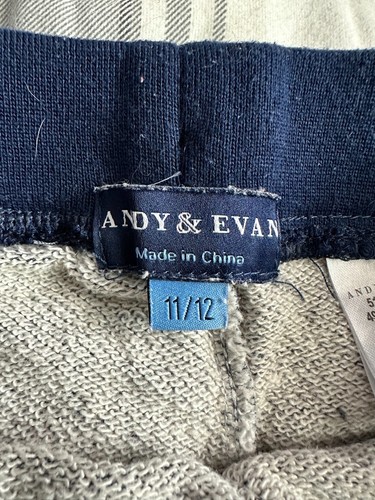 ANDY & EVAN
Made in China
11/12